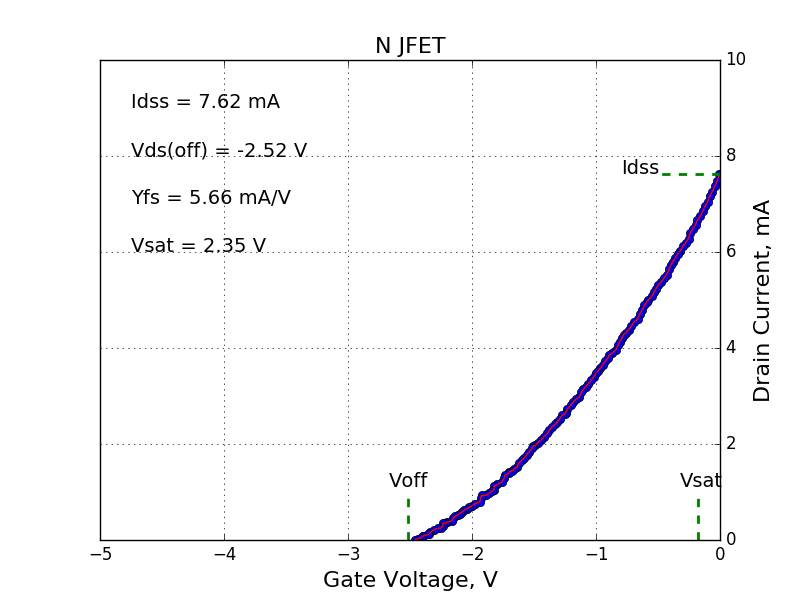 N JFET
Idss = 7.62 mA
Vds(off) = -2.52 V
Yfs = 5.66 mA/V
Vsat = 2.35 V
Idss
Voff
Vsat
10
8
6
4
2
0
Drain Current, mA
−5 −4 −3 −2 −1 0
Gate Voltage, V